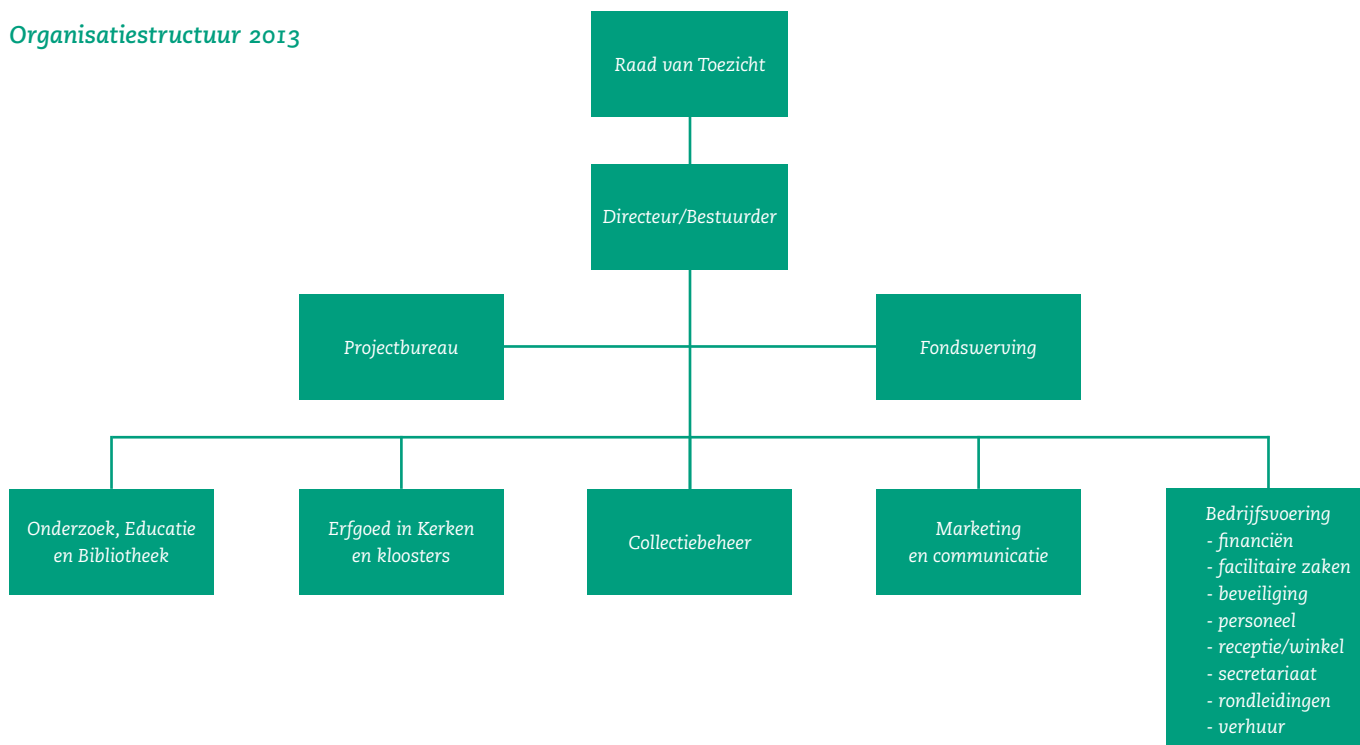 Organisatiestructuur 2013
Raad van Toezicht
Directeur/Bestuurder
Projectbureau
Fondswerving
Onderzoek, Educatie
en Bibliotheek
Erfgoed in Kerken
en kloosters
Collectiebeheer
Marketing
en communicatie
Bedrijfsvoering
- financiën
- facilitaire zaken
- beveiliging
- personeel
- receptie/winkel
- secretariaat
- rondleidingen
- verhuur